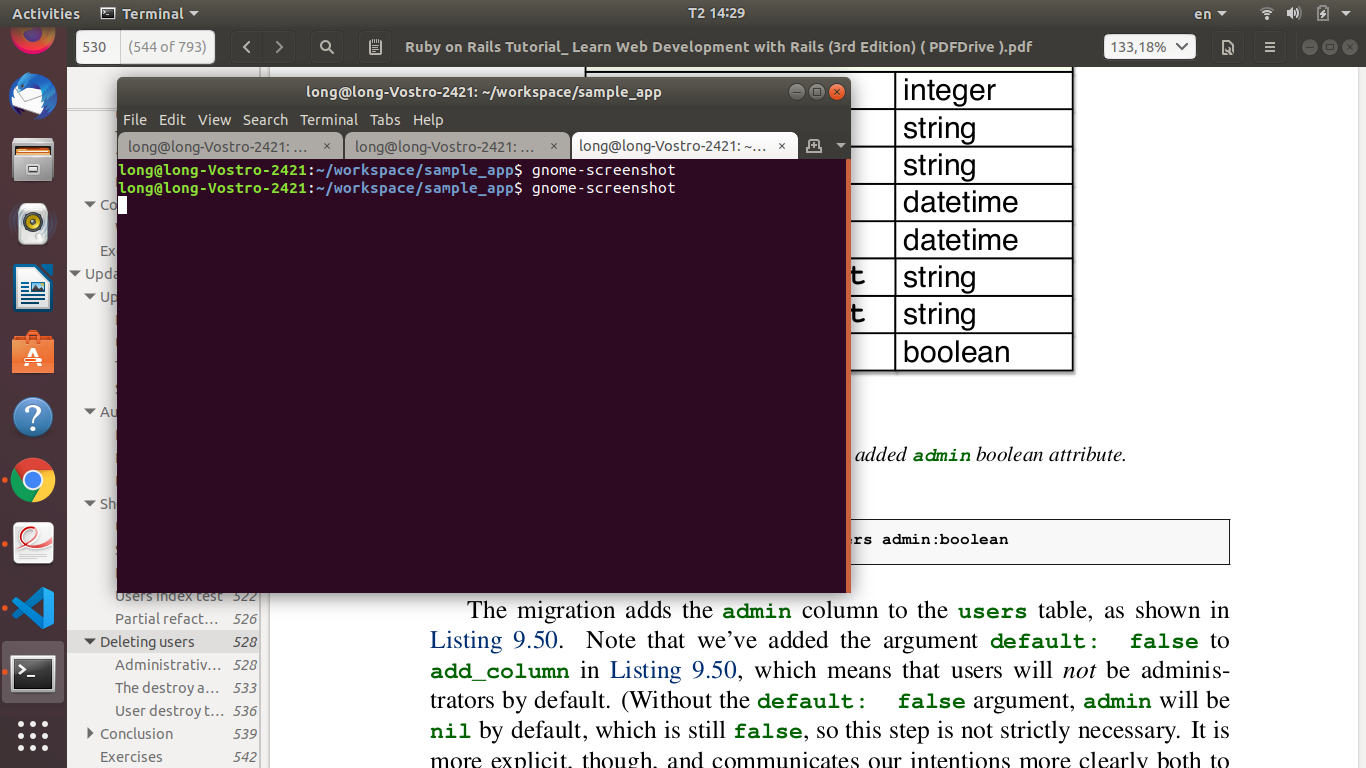 Activities Terminal T2 14:29 en
530 (544 of 793) Ruby on Rails Tutorial_ Learn Web Development with Rails (3rd Edition) ( PDFDrive ).pdf 133,18%
long@long-Vostro-2421: ~/workspace/sample_app
File Edit View Search Terminal Tabs Help
long@long-Vostro-2421: ... × long@long-Vostro-2421: ... × long@long-Vostro-2421: ~... ×
long@long-Vostro-2421:~/workspace/sample_app$ gnome-screenshot
long@long-Vostro-2421:~/workspace/sample_app$ gnome-screenshot
integer
string
string
datetime
datetime
t string
t string
boolean
Co
Ex
Upda
Up
Au
Sh
Users index test 522
Partial refact... 526
Deleting users 528
Administrativ... 528
The destroy a... 533
User destroy t... 536
Conclusion 539
Exercises 542
added admin boolean attribute.
ers admin:boolean
The migration adds the admin column to the users table, as shown in
Listing 9.50. Note that we've added the argument default: false to
add_column in Listing 9.50, which means that users will not be adminis-
trators by default. (Without the default: false argument, admin will be
nil by default, which is still false, so this step is not strictly necessary. It is
more explicit, though, and communicates our intentions more clearly both to